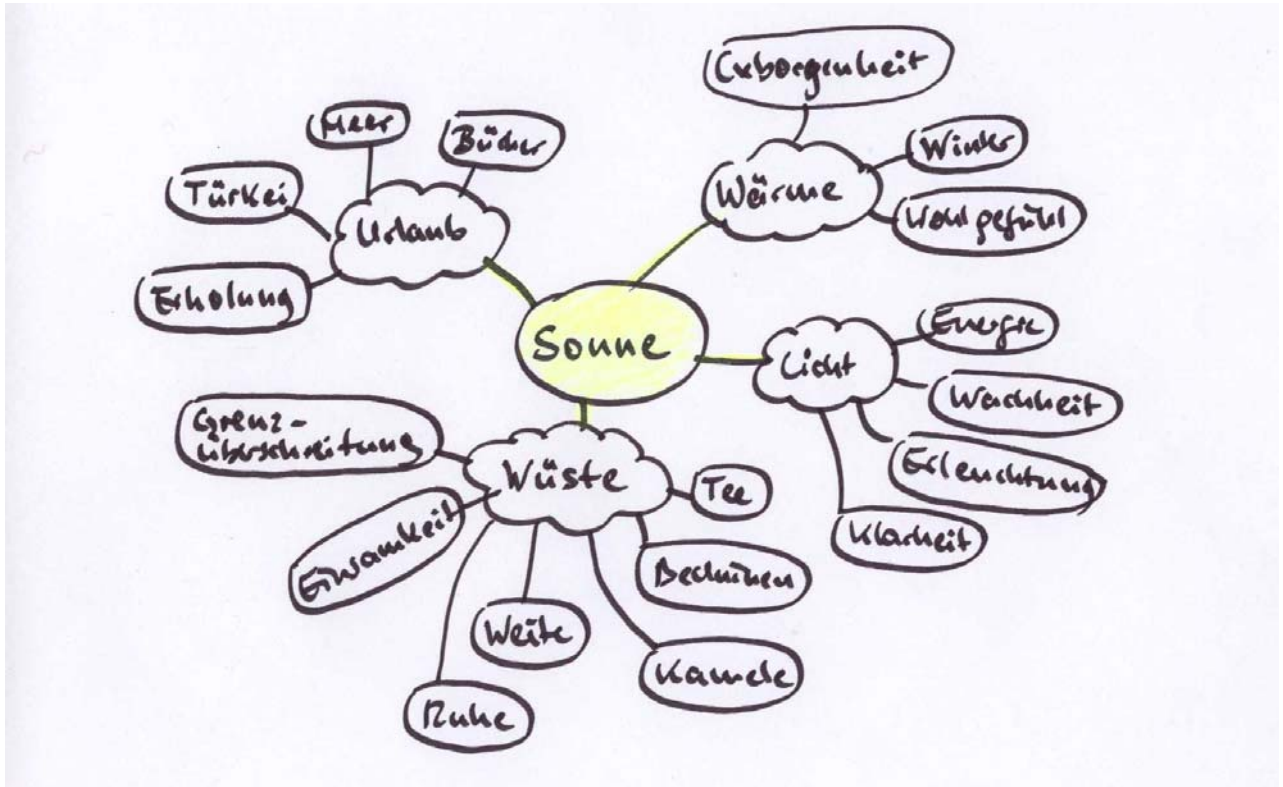 Geborgenheit
Meer
Bücher
Winter
Türkei
Wärme
Urlaub
Wohlgefühl
Erholung
Sonne
Energie
Licht
Wachheit
Grenz-
überschreitung
Erleuchtung
Wüste
Tee
Einsamkeit
Klarheit
Beduinen
Weite
Kamele
Ruhe